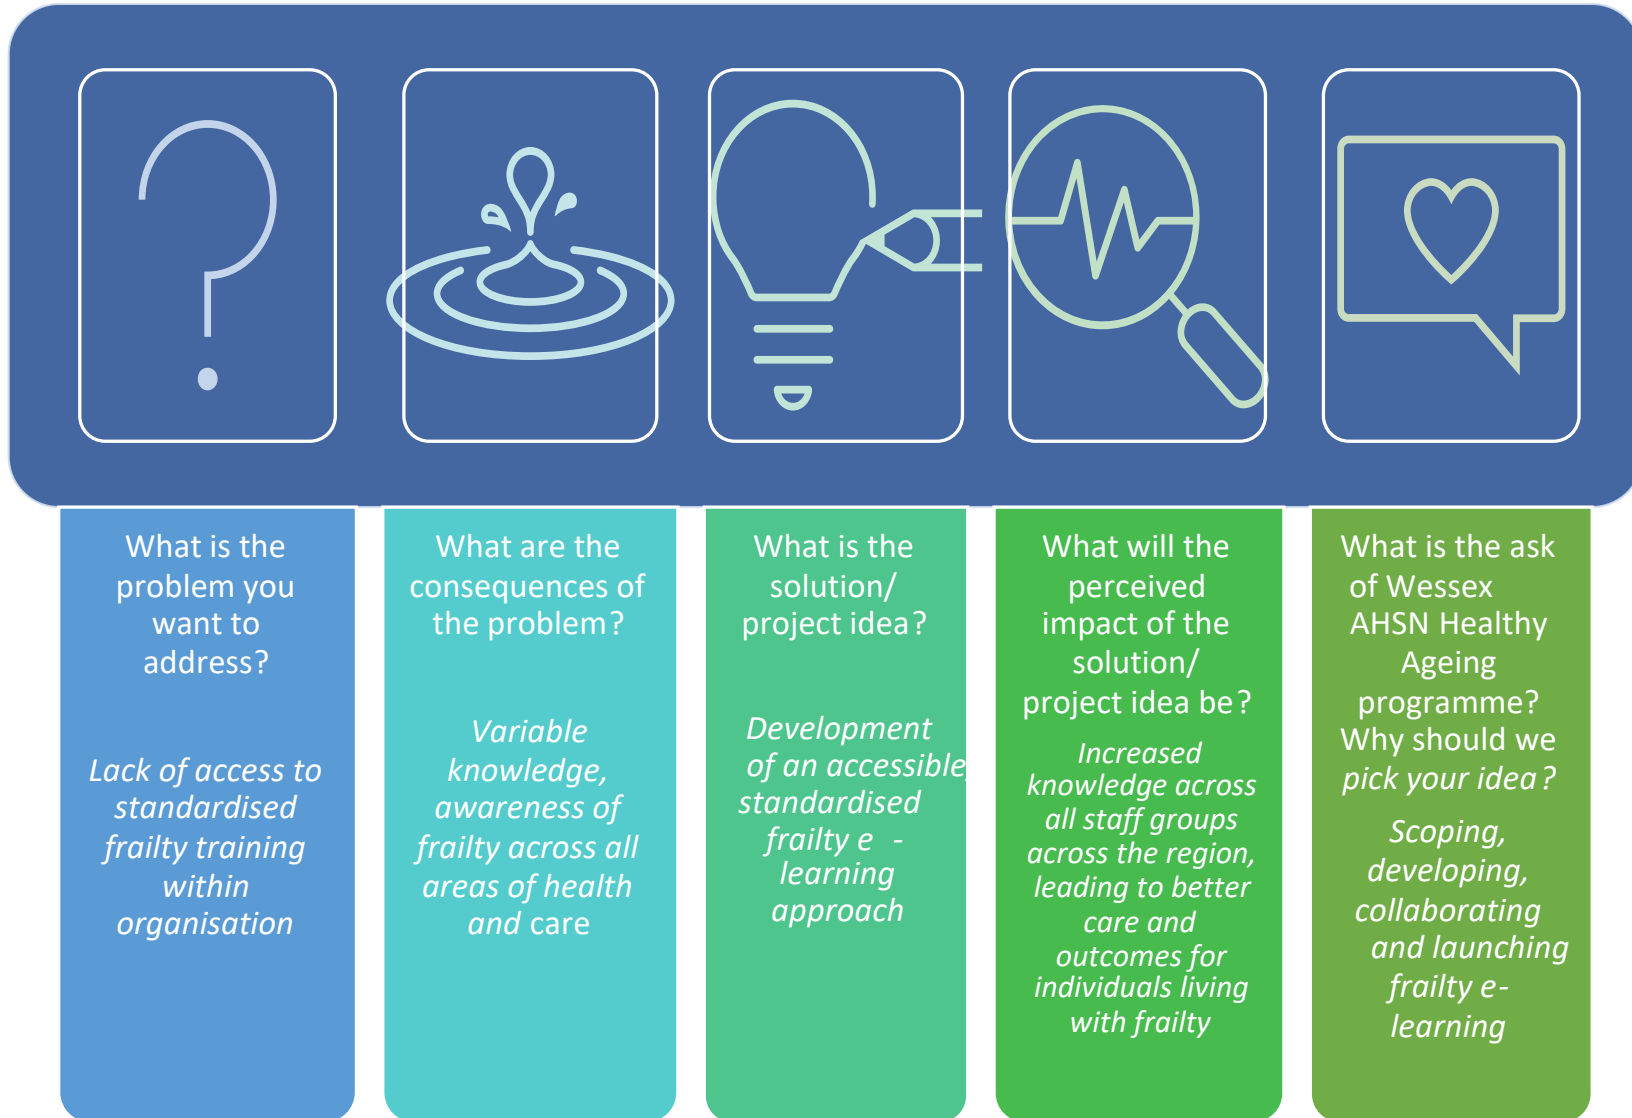 What is the
problem you
want to
address?
Lack of access to
standardised
frailty training
within
organisation
What are the
consequences of
the problem?
Variable
knowledge,
awareness of
frailty across all
areas of health
and care
What is the
solution/
project idea?
Development
of an accessible,
standardised
frailty e -
learning
approach
What will the
perceived
impact of the
solution/
project idea be?
Increased
knowledge across
all staff groups
across the region,
leading to better
care and
outcomes for
individuals living
with frailty
What is the ask
of Wessex
AHSN Healthy
Ageing
programme?
Why should we
pick your idea?
Scoping,
developing,
collaborating
and launching
frailty e-
learning